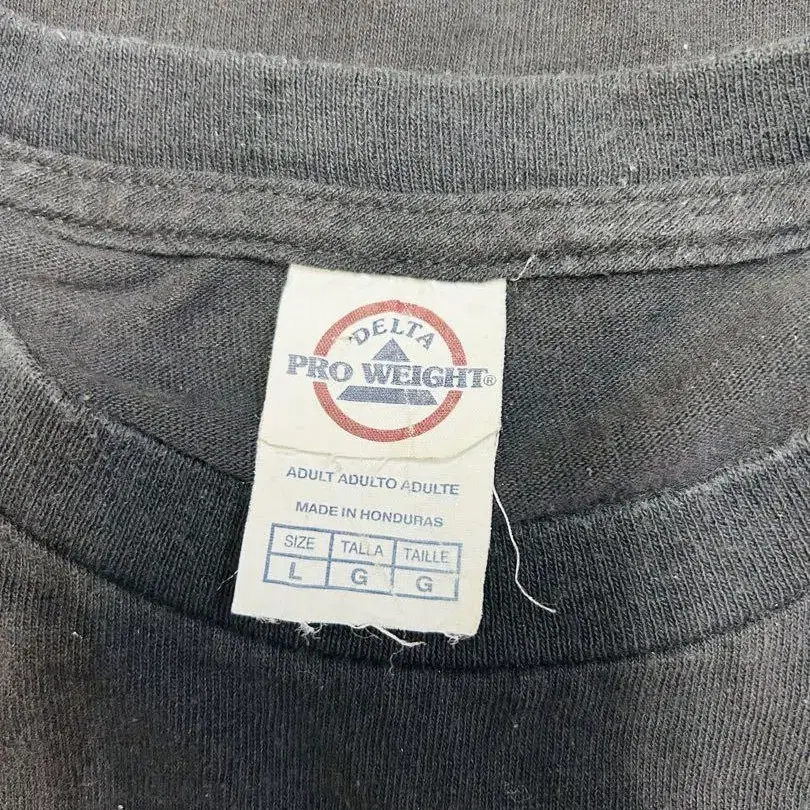 DELTA
PRO WEIGHT®
ADULT ADULTO ADULTE
MADE IN HONDURAS
SIZE TALLA TAILLE
L G G